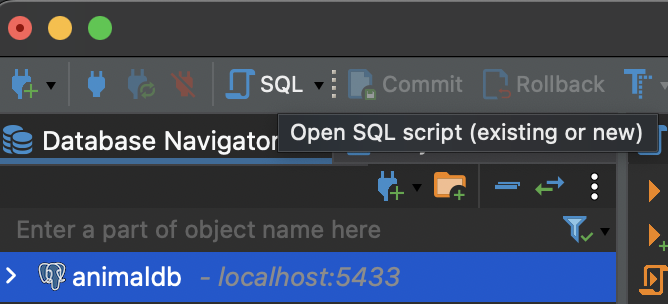 SQL Commit Rollback
Open SQL script (existing or new)
Database Navigator
Enter a part of object name here
animaldb - localhost:5433